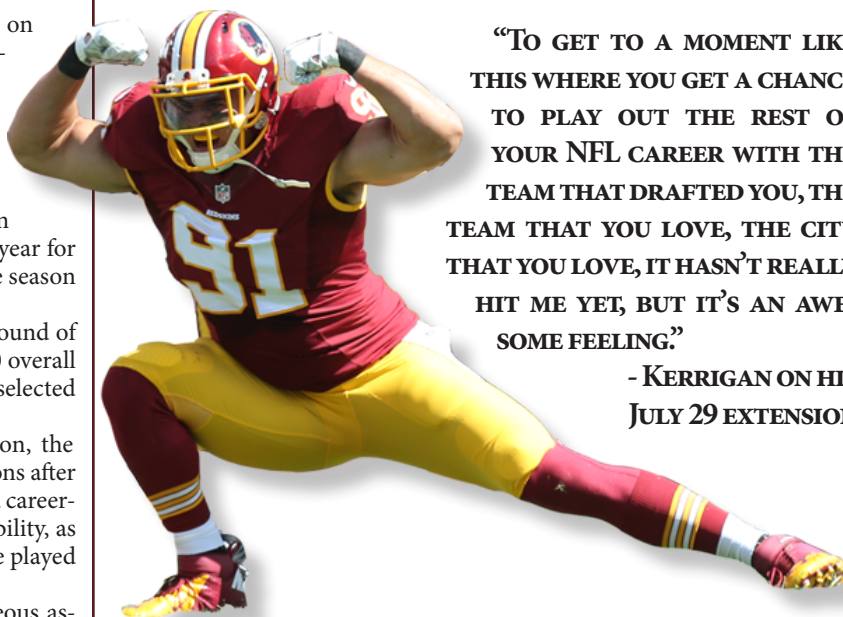 on
-
n
year for
e season
ound of
overall
selected
on, the
ons after
career-
bility, as
e played
eous as-
91
REDSKINS
“TO GET TO A MOMENT LIK
THIS WHERE YOU GET A CHANC
TO PLAY OUT THE REST O
YOUR NFL CAREER WITH TH
TEAM THAT DRAFTED YOU, TH
TEAM THAT YOU LOVE, THE CIT
THAT YOU LOVE, IT HASN’T REALL
HIT ME YET, BUT IT’S AN AWE
SOME FEELING.”
- KERRIGAN ON HI
JULY 29 EXTENSION